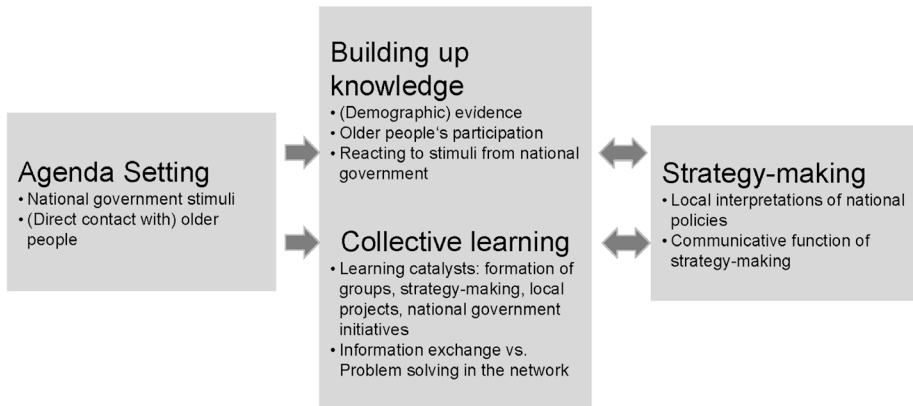 Agenda Setting
• National government stimuli
• (Direct contact with) older
people
Building up
knowledge
• (Demographic) evidence
• Older people‘s participation
• Reacting to stimuli from national
government
Collective learning
• Learning catalysts: formation of
groups, strategy-making, local
projects, national government
initiatives
• Information exchange vs.
Problem solving in the network
Strategy-making
• Local interpretations of national
policies
• Communicative function of
strategy-making